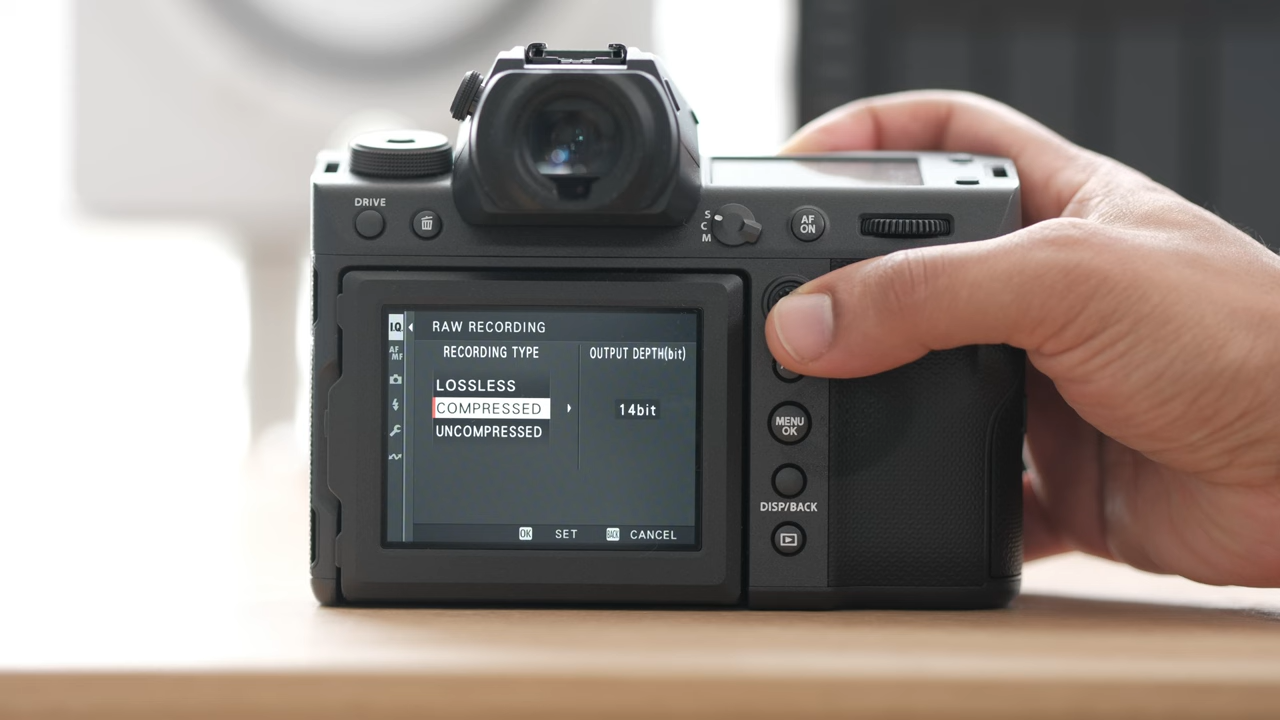 DRIVE
S
C
M
AF
ON
I.Q.
RAW RECORDING
AF
MF
RECORDING TYPE
OUTPUT DEPTH(bit)
LOSSLESS
COMPRESSED
14bit
UNCOMPRESSED
MENU
OK
DISP/BACK
OK SET BACK CANCEL